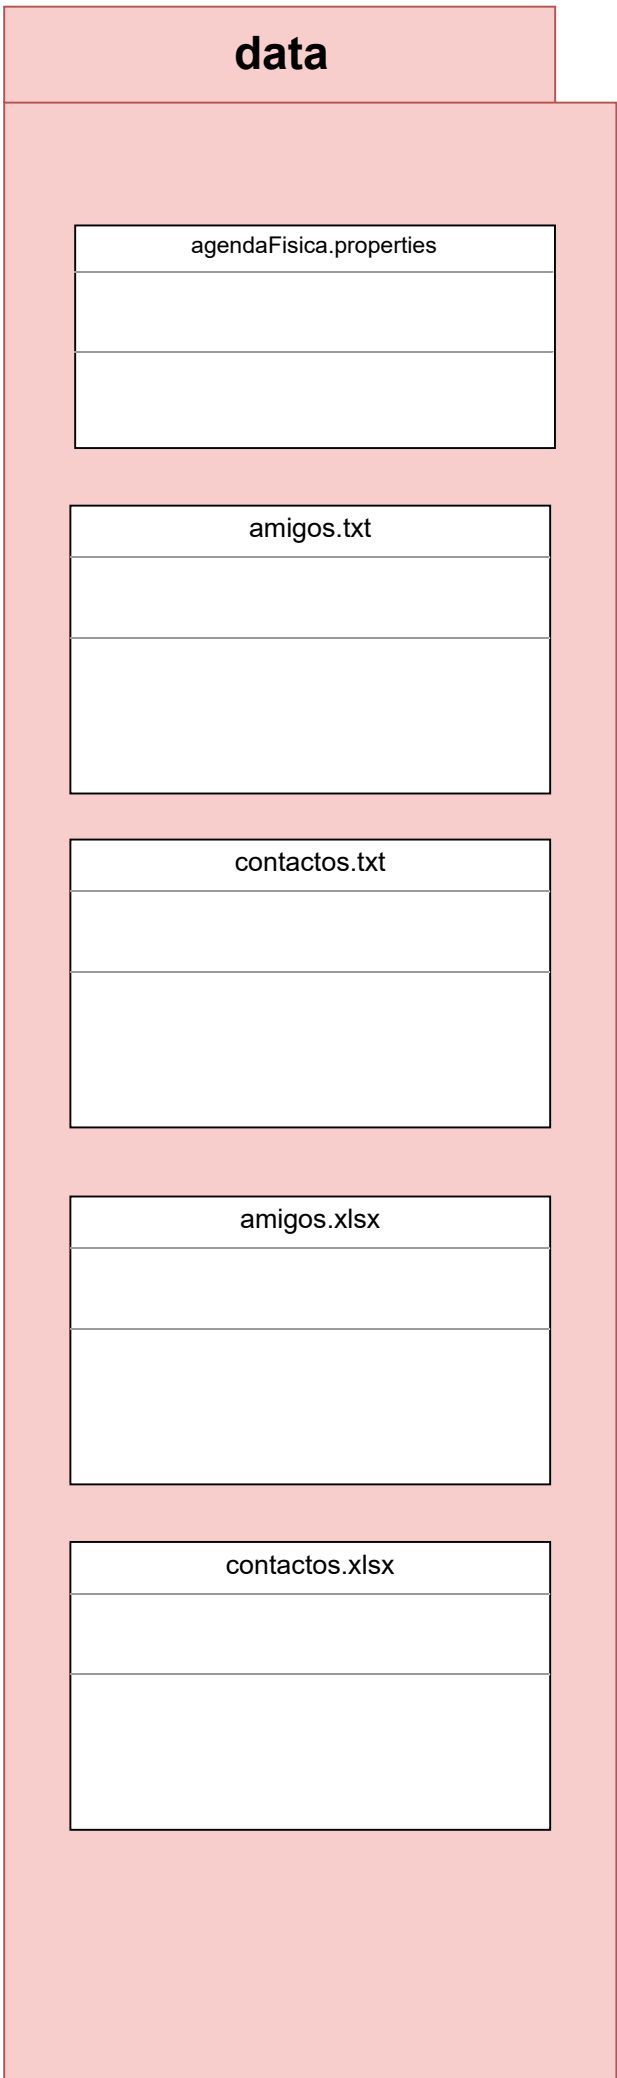 data
agendaFisica.properties
amigos.txt
contactos.txt
amigos.xlsx
contactos.xlsx